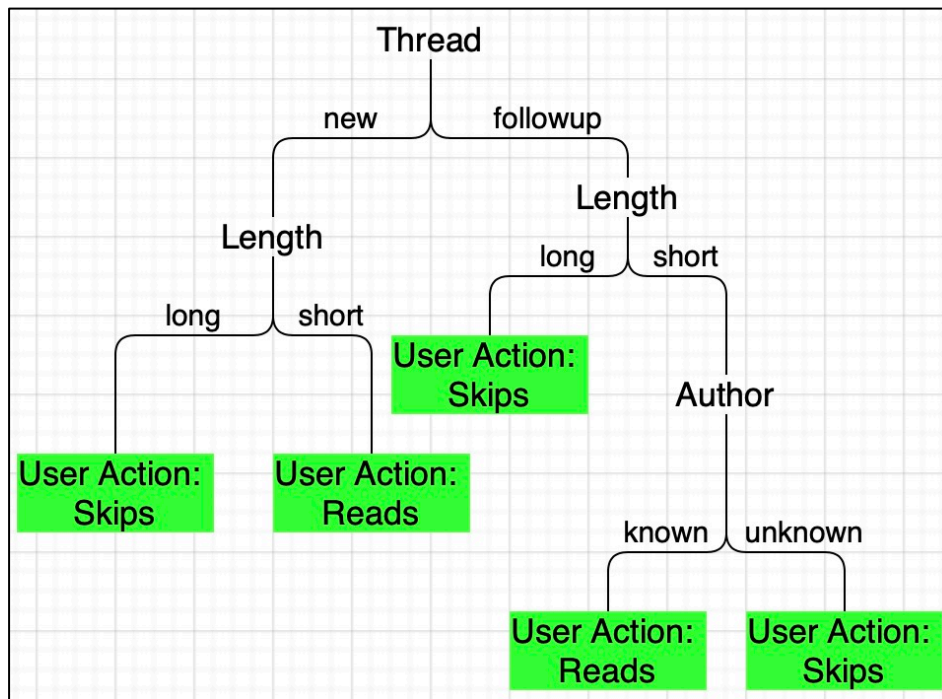 Thread
new followup
Length
Length
long short
long short
User Action:
Skips
Author
User Action:
Skips
User Action:
Reads
known unknown
User Action:
Reads
User Action:
Skips